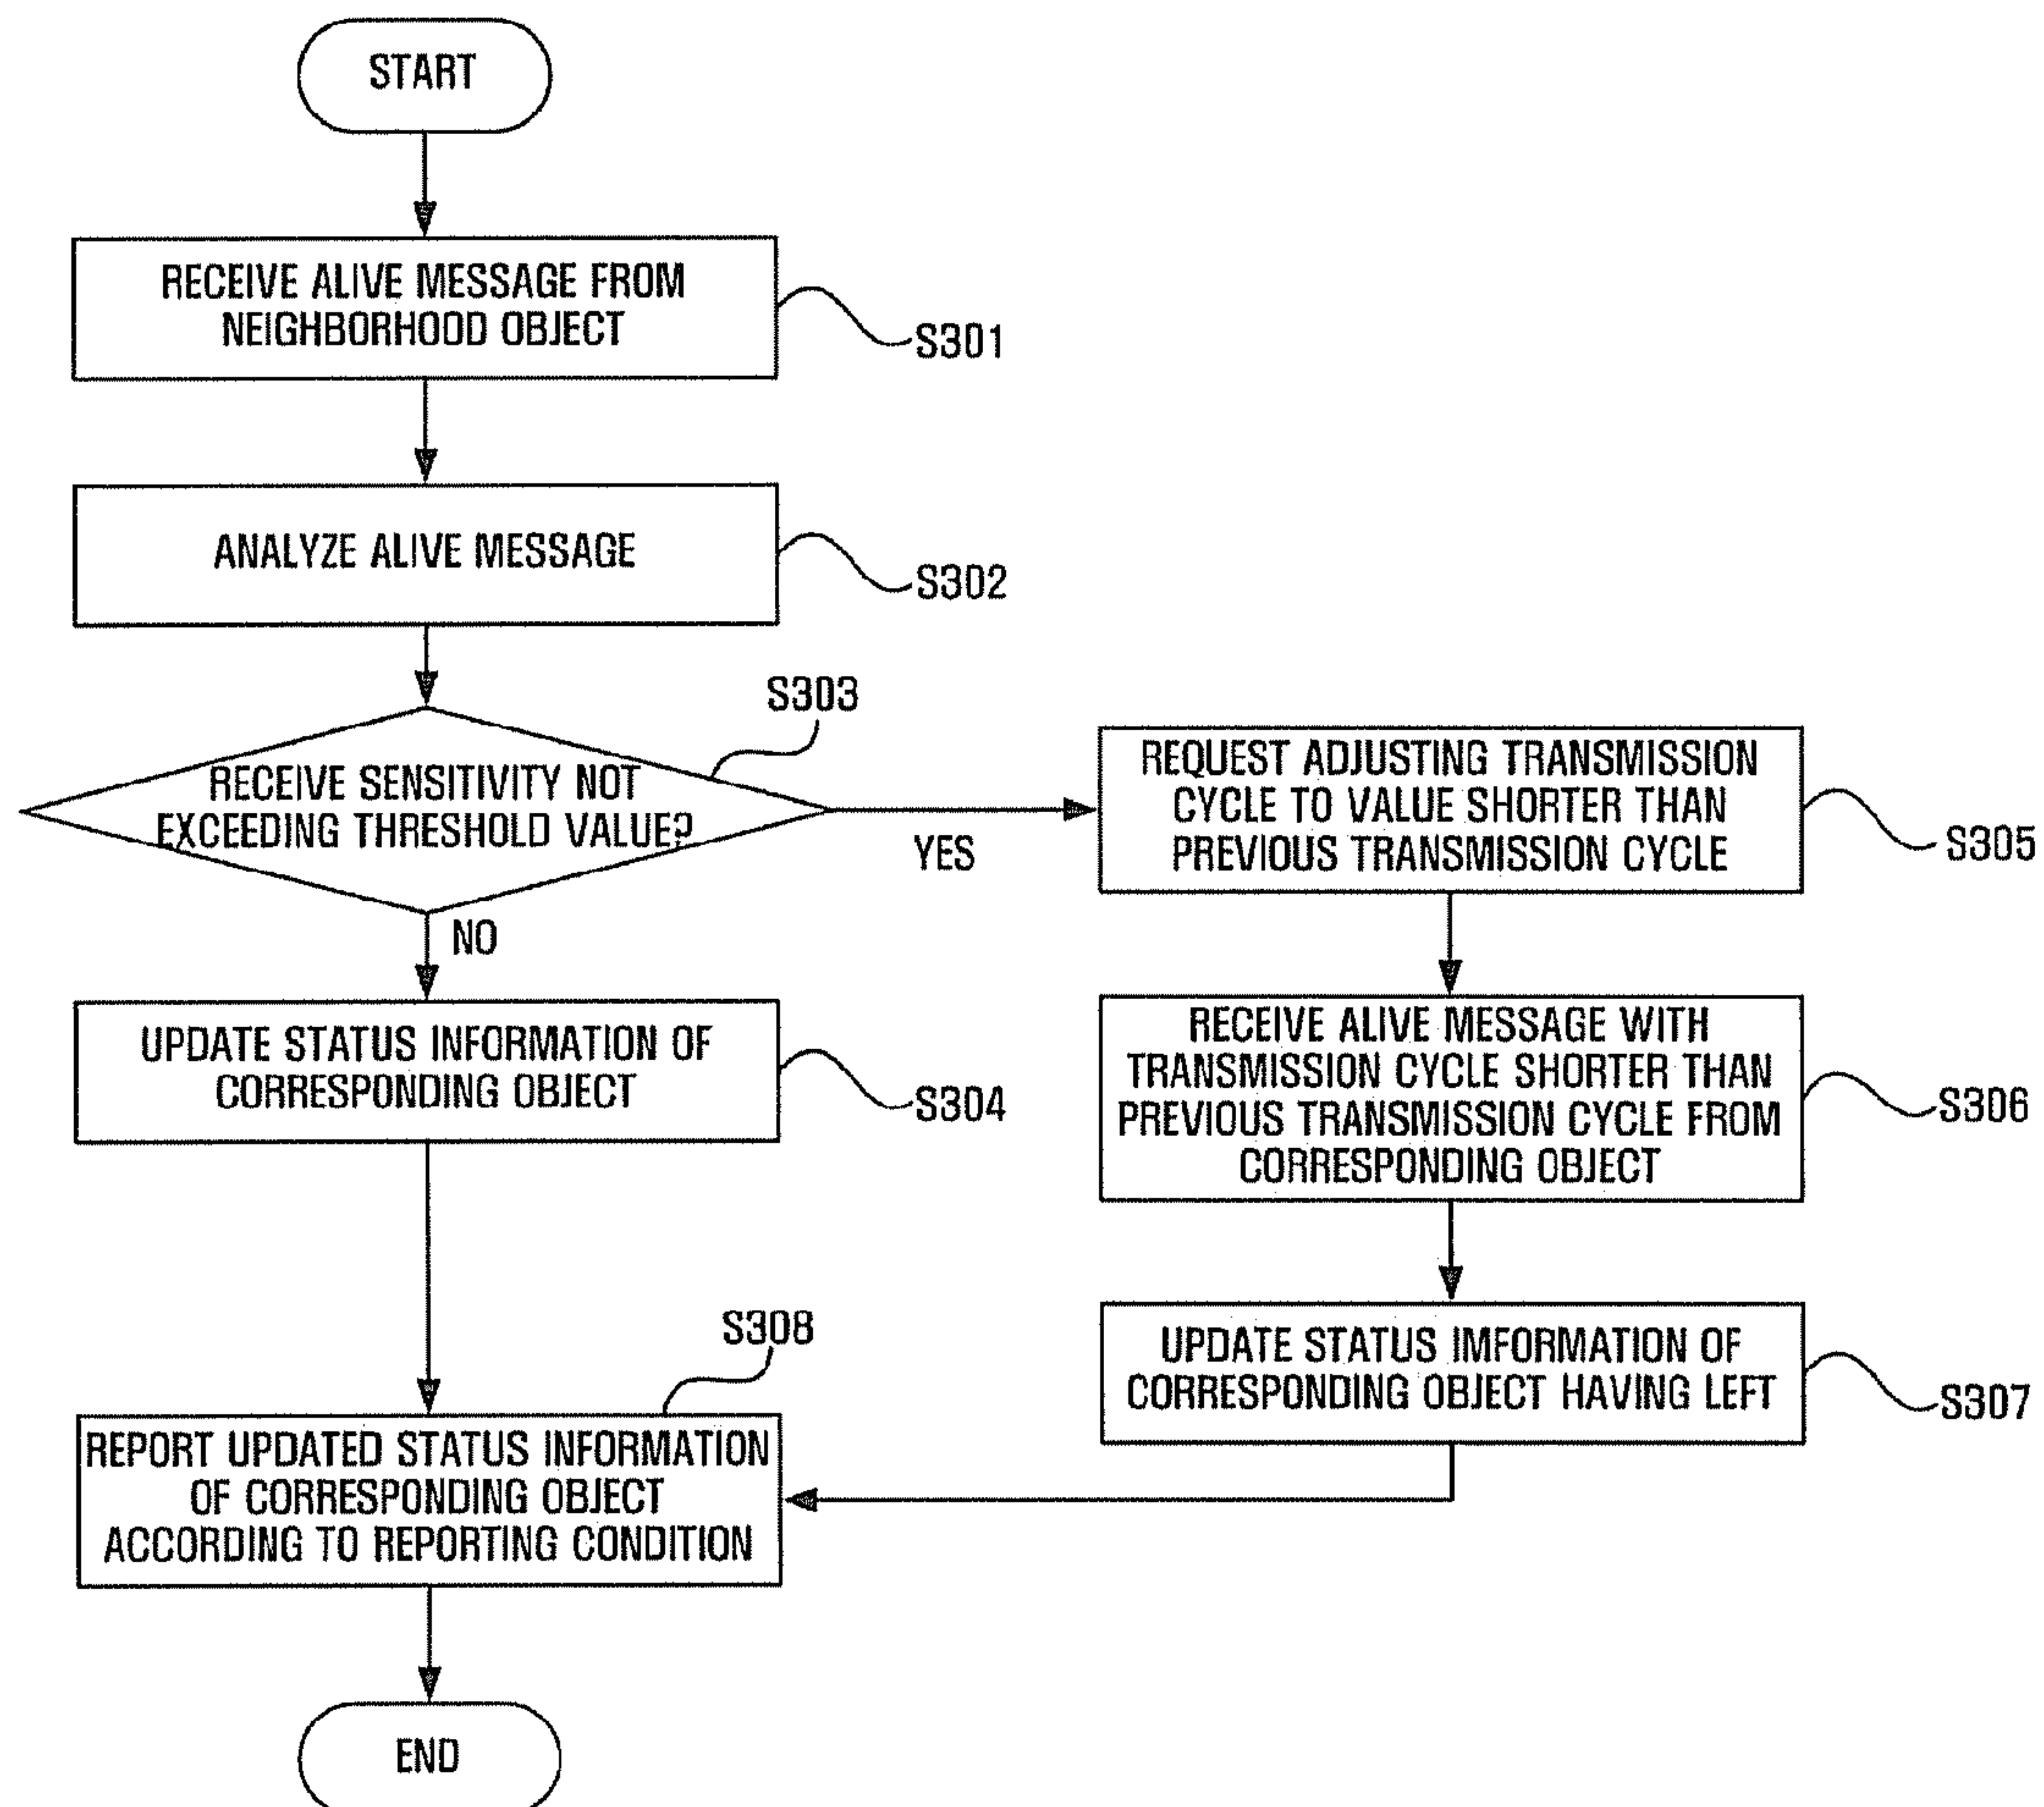 START
RECEIVE ALIVE MESSAGE FROM
NEIGHBORHOOD OBJECT
S301
ANALYZE ALIVE MESSAGE
S302
S303
RECEIVE SENSITIVITY NOT
EXCEEDING THRESHOLD VALUE?
YES
NO
REQUEST ADJUSTING TRANSMISSION
CYCLE TO VALUE SHORTER THAN
PREVIOUS TRANSMISSION CYCLE
S305
UPDATE STATUS INFORMATION OF
CORRESPONDING OBJECT
S304
RECEIVE ALIVE MESSAGE WITH
TRANSMISSION CYCLE SHORTER THAN
PREVIOUS TRANSMISSION CYCLE FROM
CORRESPONDING OBJECT
S306
UPDATE STATUS IMFORMATION OF
CORRESPONDING OBJECT HAVING LEFT
S307
S308
REPORT UPDATED STATUS INFORMATION
OF CORRESPONDING OBJECT
ACCORDING TO REPORTING CONDITION
END